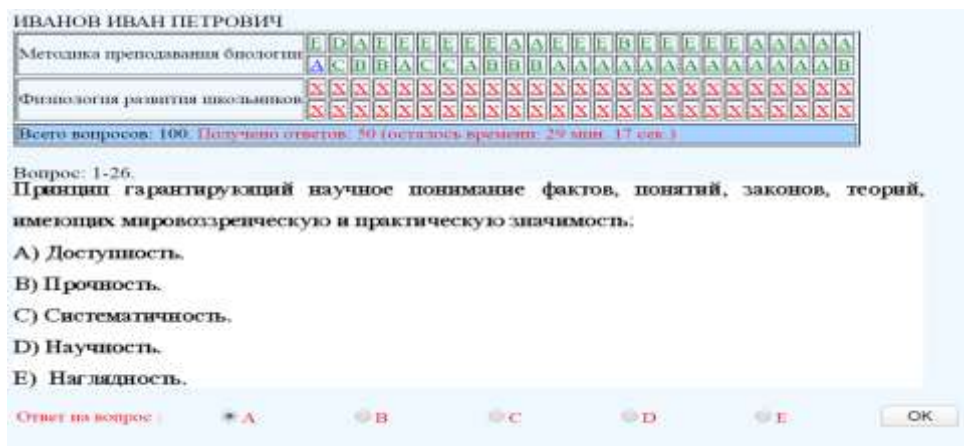 ИВАНОВ ИВАН ПЕТРОВИЧ
Методика преподавания биологии E D A E E E E E E A A E E E B E E E E E E A A A A A
A C B B A C C A B B B A A A A A A A A A A A A A A B
Физиология развития школьников X X X X X X X X X X X X X X X X X X X X X X X X X
X X X X X X X X X X X X X X X X X X X X X X X X X
Всего вопросов: 100. Получено ответов: 50 (осталось времени: 29 мин. 17 сек.)
Вопрос: 1-26.
Принцип гарантирующий научное понимание фактов, понятий, законов, теорий,
имеющих мировоззренческую и практическую значимость:
A) Доступность.
B) Прочность.
C) Систематичность.
D) Научность.
E) Наглядность.
Ответ на вопрос : A B C D E OK